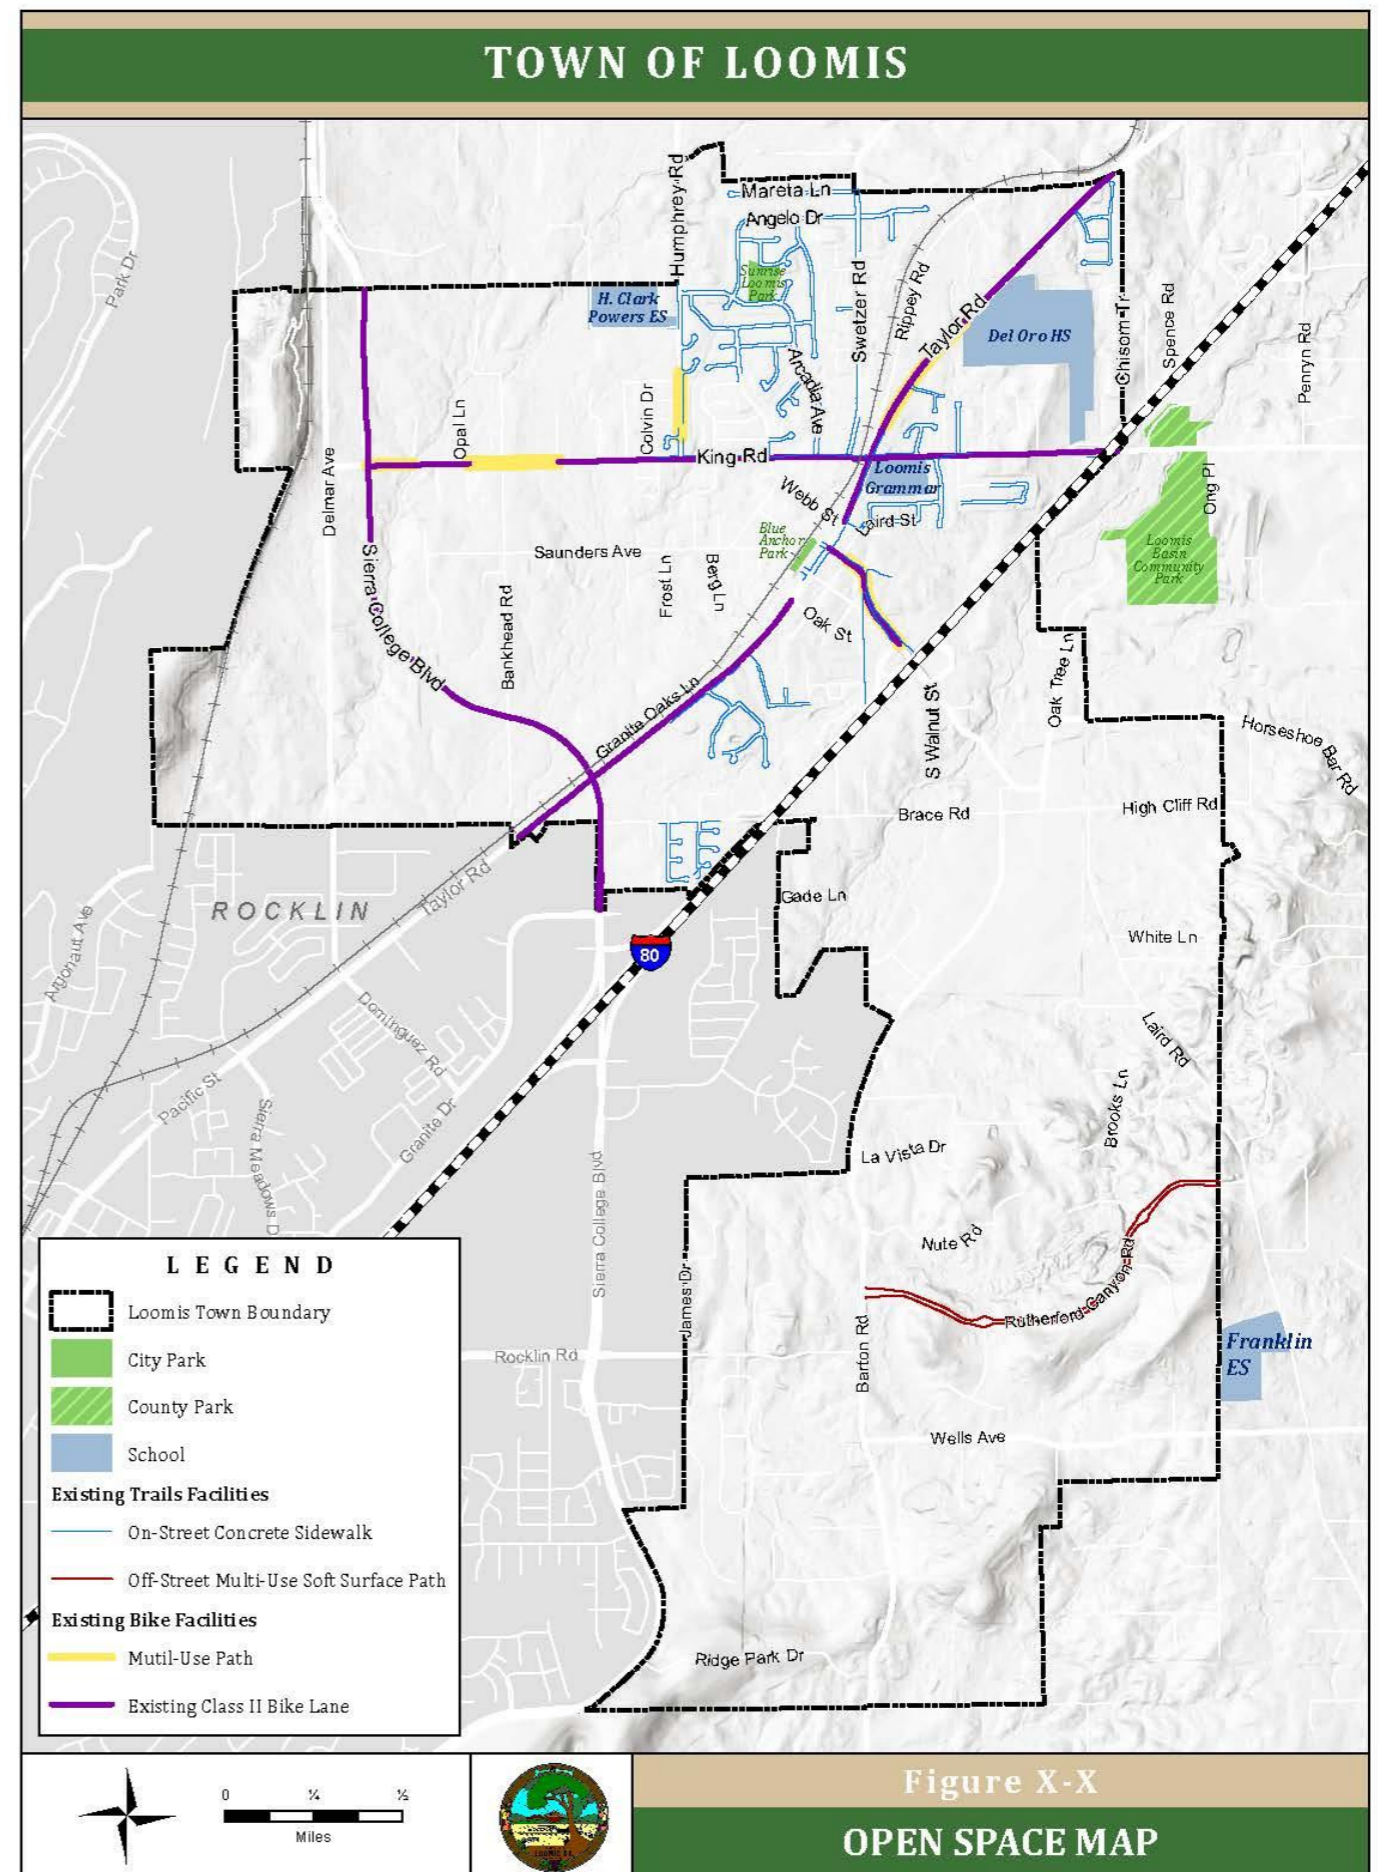 TOWN OF LOOMIS
Humphrey Rd
Mareta Ln
Angelo Dr
Park Dr
Sunrise
Loomis
Park
H. Clark
Powers ES
Swetzer Rd
Rippey Rd
Taylor Rd
Del Oro HS
Chisom Tr
Spence Rd
Penryn Rd
Arcadia Ave
Opal Ln
Colvin Dr
King Rd
Delmar Ave
Loomis
Grammar
Webb St
Laird St
Ong Pl
Blue
Anchor
Park
Loomis
Basin
Community
Park
Saunders Ave
Frost Ln
Berg Ln
Sierra College Blvd
Bankhead Rd
Oak St
Oak Tree Ln
Granite Oaks Ln
S Walnut St
Horseshoe Bar Rd
Brace Rd
High Cliff Rd
Taylor Rd
ROCKLIN
Gade Ln
Argonaut Ave
White Ln
80
Dominguez Rd
Laird Rd
Pacific St
Sierra Meadows D
Granite Dr
Brooks Ln
La Vista Dr
Sierra College Blvd
Nute Rd
James Dr
Rutherford Canyon Rd
Barton Rd
Rocklin Rd
Franklin
ES
Wells Ave
Ridge Park Dr
LEGEND
Loomis Town Boundary
City Park
County Park
School
Existing Trails Facilities
On-Street Concrete Sidewalk
Off-Street Multi-Use Soft Surface Path
Existing Bike Facilities
Mutil-Use Path
Existing Class II Bike Lane
0 ¼ ½
Miles
Figure X-X
OPEN SPACE MAP